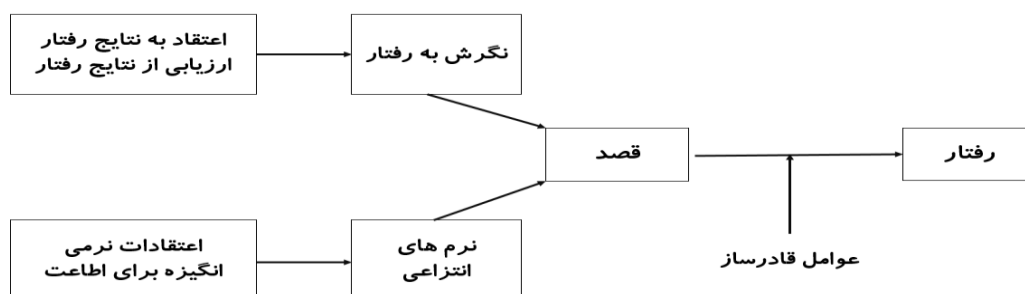 اعتقاد به نتایج رفتار
ارزیابی از نتایج رفتار
نگرش به رفتار
قصد
رفتار
اعتقادات نرمی
انگیزه برای اطاعت
نرم های
انتزاعی
عوامل قادرساز